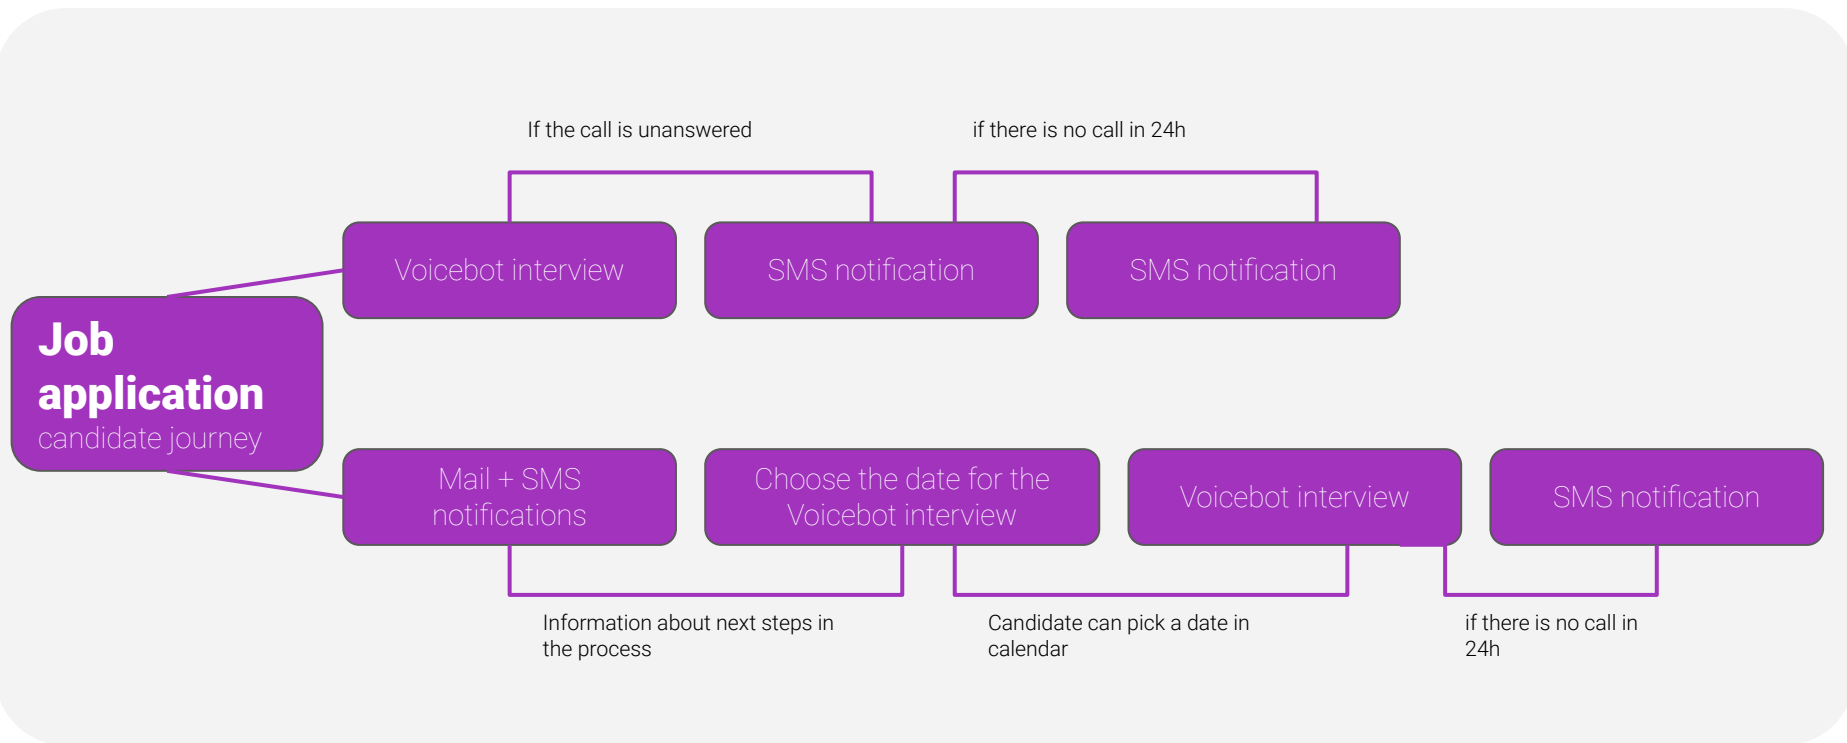 If the call is unanswered
if there is no call in 24h
Voicebot interview
SMS notification
SMS notification
Job
application
candidate journey
Mail + SMS
notifications
Choose the date for the
Voicebot interview
Voicebot interview
SMS notification
Information about next steps in
the process
Candidate can pick a date in
calendar
if there is no call in
24h